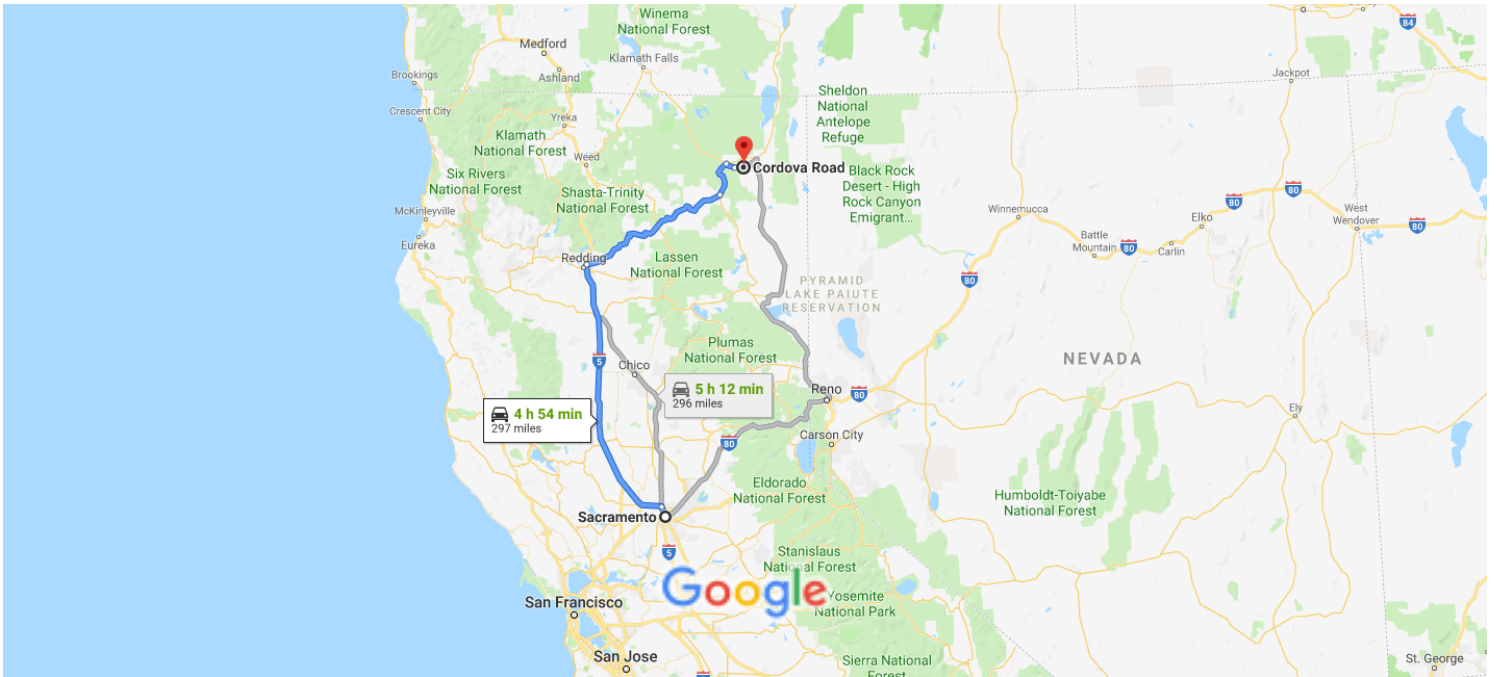 Winema
National Forest
Medford
Klamath Falls
Ashland
Brookings
Crescent City
84
Jackpot
Sheldon
National
Antelope
Refuge
Yreka
Klamath
National Forest
Weed
Cordova Road
Six Rivers
National Forest
Shasta-Trinity
National Forest
Black Rock
Desert - High
Rock Canyon
Emigrant...
McKinleyville
Eureka
Winnemucca
80
Elko
80
West
Wendover
80
Battle
Mountain
80
Carlin
Redding
Lassen
National Forest
80
PYRAMID
LAKE PAIUTE
RESERVATION
Plumas
National Forest
NEVADA
5
Chico
5 h 12 min
296 miles
Reno
80
4 h 54 min
297 miles
80
Carson City
Ely
Eldorado
National Forest
Humboldt-Toiyabe
National Forest
Sacramento
5
Stanislaus
National Forest
Google
San Francisco
Yosemite
National Park
San Jose
Sierra National
Forest
St. George